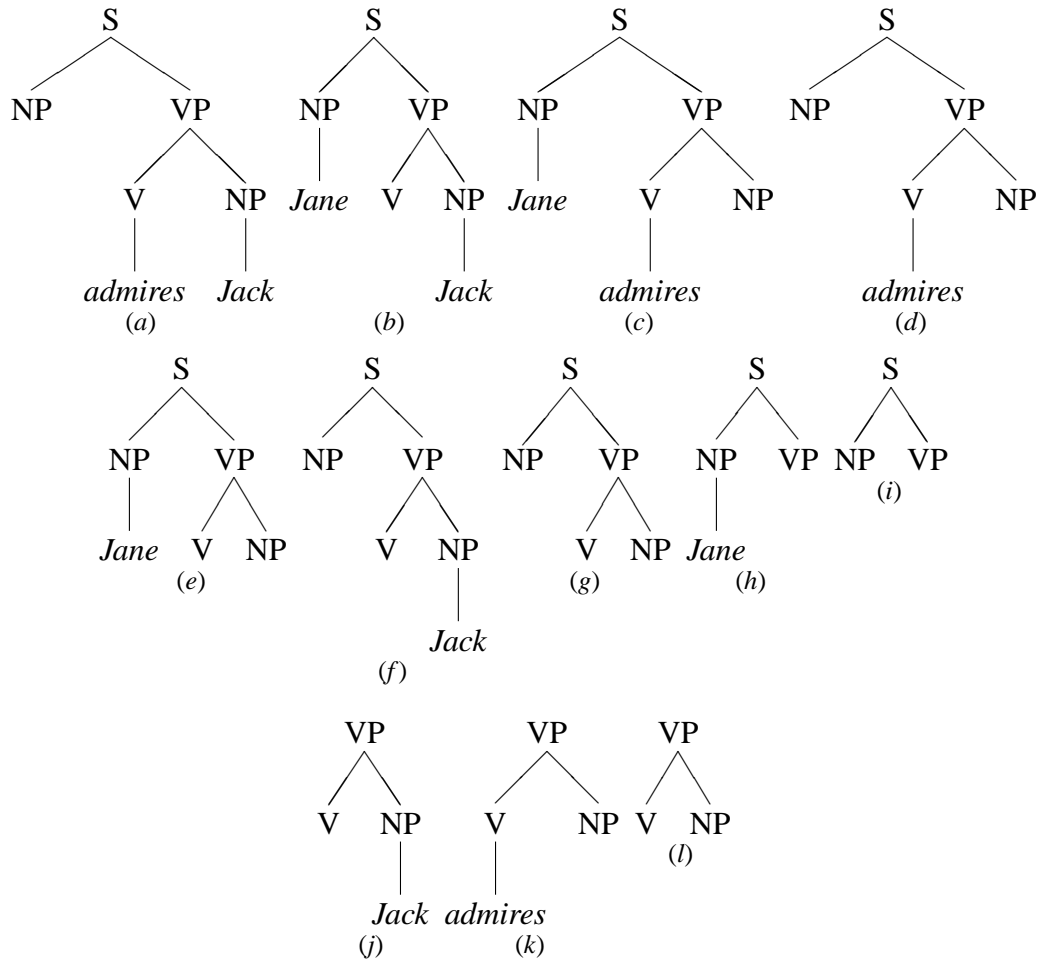 S S S S
NP VP NP VP NP VP NP VP
V NP Jane V NP Jane V NP V NP
admires Jack Jack admires admires
(a) (b) (c) (d)
S S S S S
NP VP NP VP NP VP NP VP NP VP
(i)
Jane V NP V NP V NP Jane
(e) (g) (h)
Jack
(f)
VP VP VP
V NP V NP V NP
(l)
Jack admires
(j) (k)